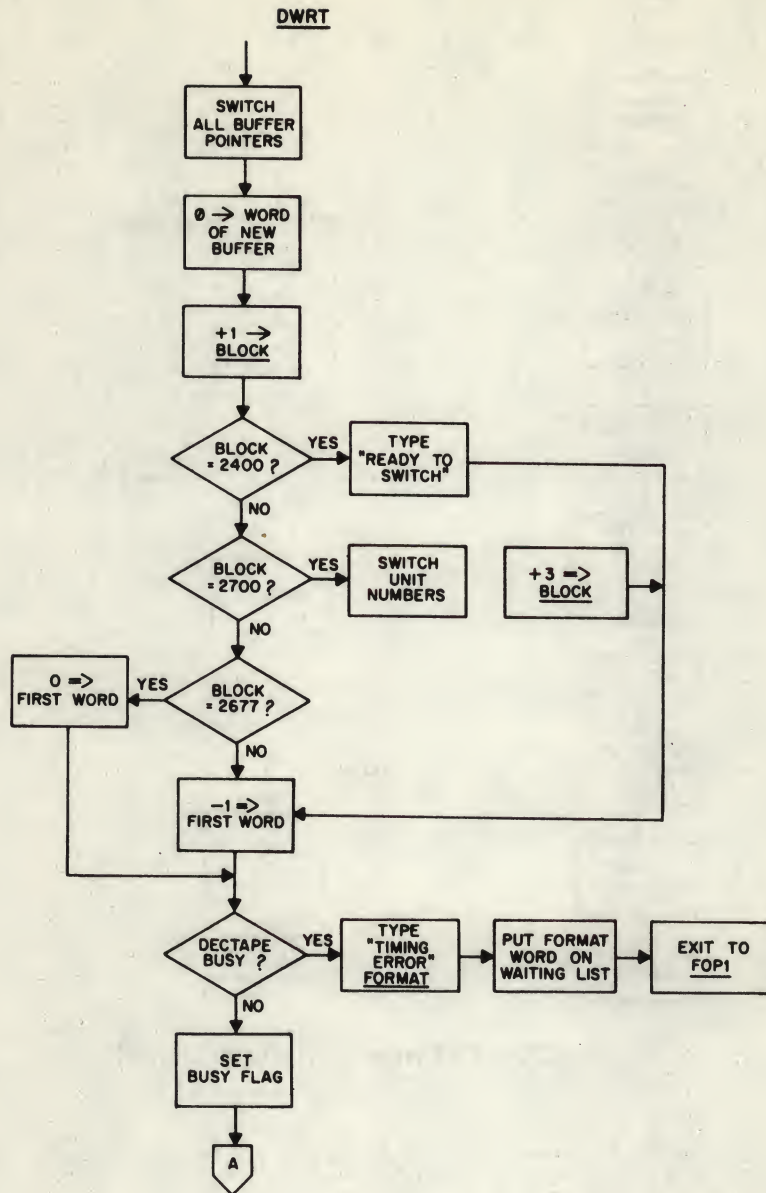 DWRT
SWITCH
ALL BUFFER
POINTERS
0 → WORD
OF NEW
BUFFER
+1 →
BLOCK
BLOCK
= 2400 ?
YES
TYPE
"READY TO
SWITCH"
NO
BLOCK
= 2700 ?
YES
SWITCH
UNIT
NUMBERS
+3 =>
BLOCK
NO
0 =>
FIRST WORD
YES
BLOCK
= 2677 ?
NO
-1 =>
FIRST WORD
DECTAPE
BUSY ?
YES
TYPE
"TIMING
ERROR"
FORMAT
PUT FORMAT
WORD ON
WAITING LIST
EXIT TO
FOP1
NO
SET
BUSY FLAG
A